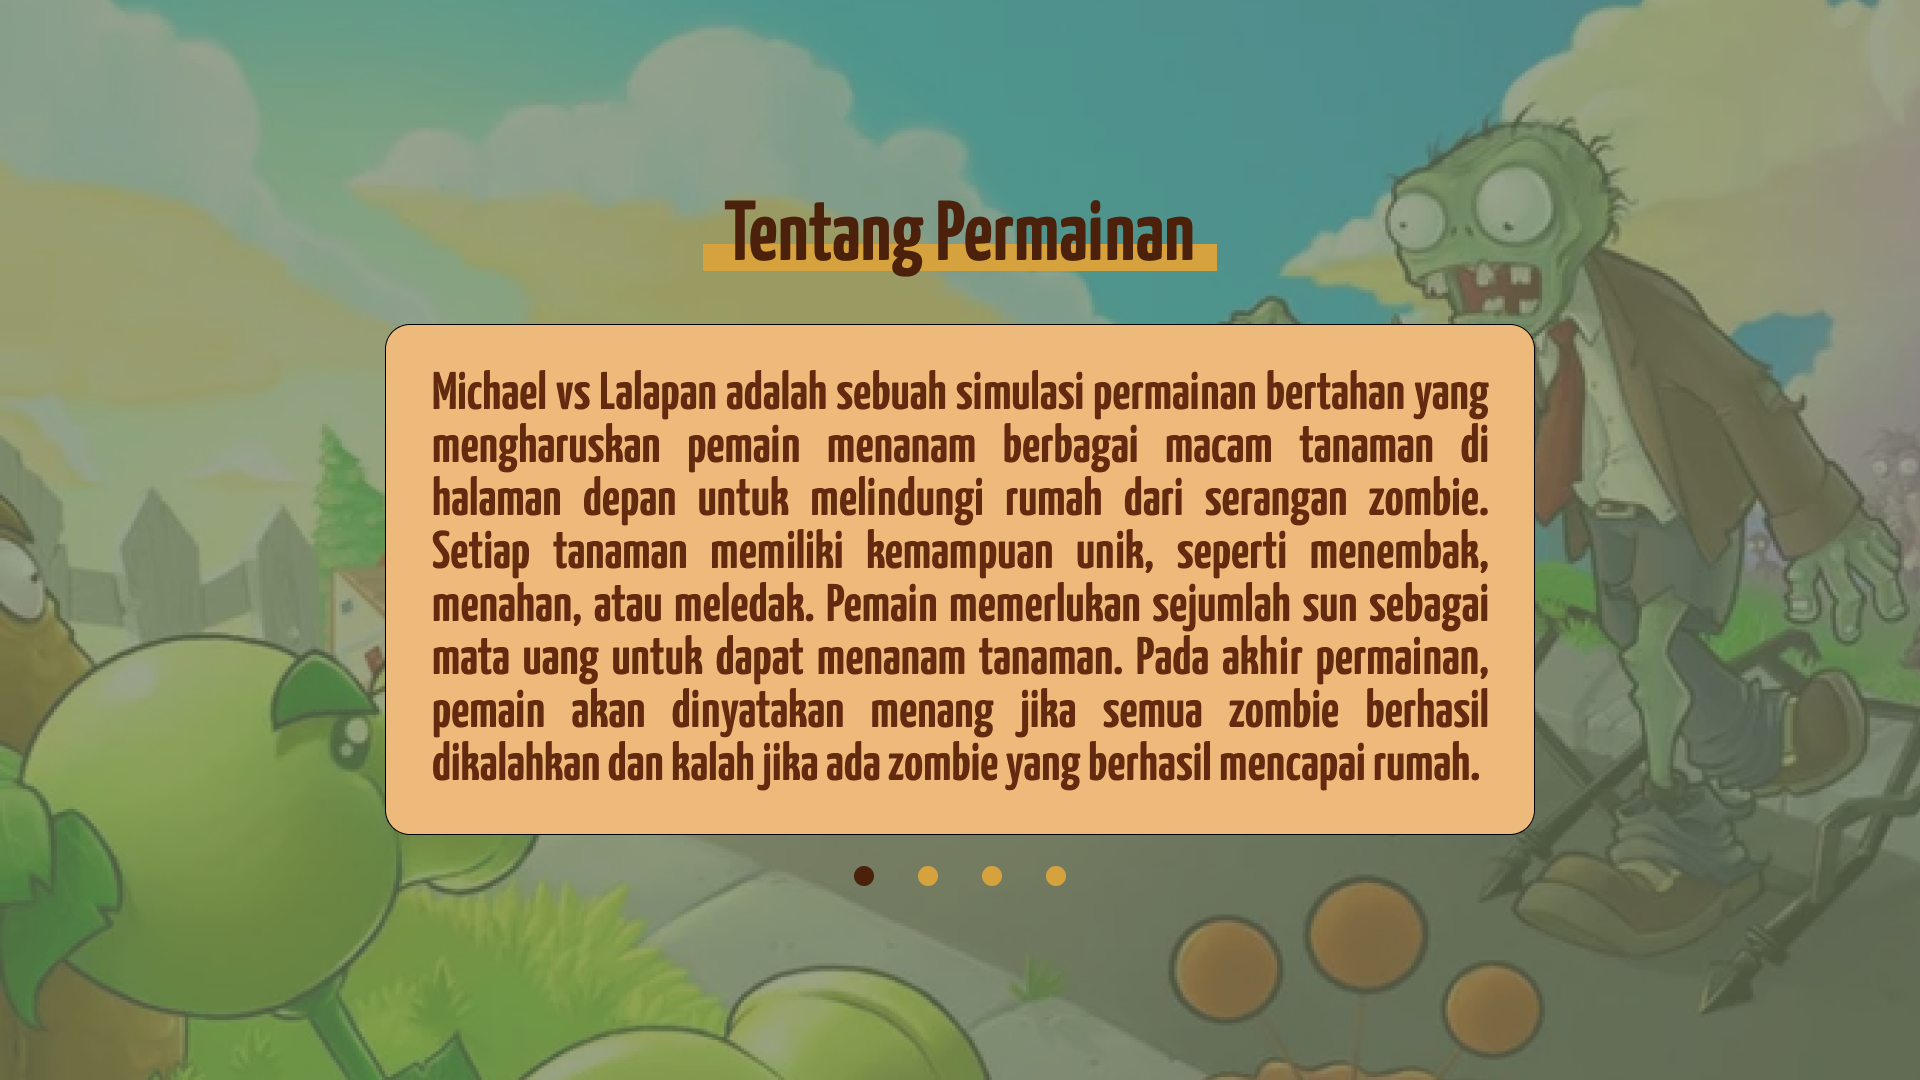 Tentang Permainan
Michael vs Lalapan adalah sebuah simulasi permainan bertahan yang
mengharuskan pemain menanam berbagai macam tanaman di
halaman depan untuk melindungi rumah dari serangan zombie.
Setiap tanaman memiliki kemampuan unik, seperti menembak,
menahan, atau meledak. Pemain memerlukan sejumlah sun sebagai
mata uang untuk dapat menanam tanaman. Pada akhir permainan,
pemain akan dinyatakan menang jika semua zombie berhasil
dikalahkan dan kalah jika ada zombie yang berhasil mencapai rumah.